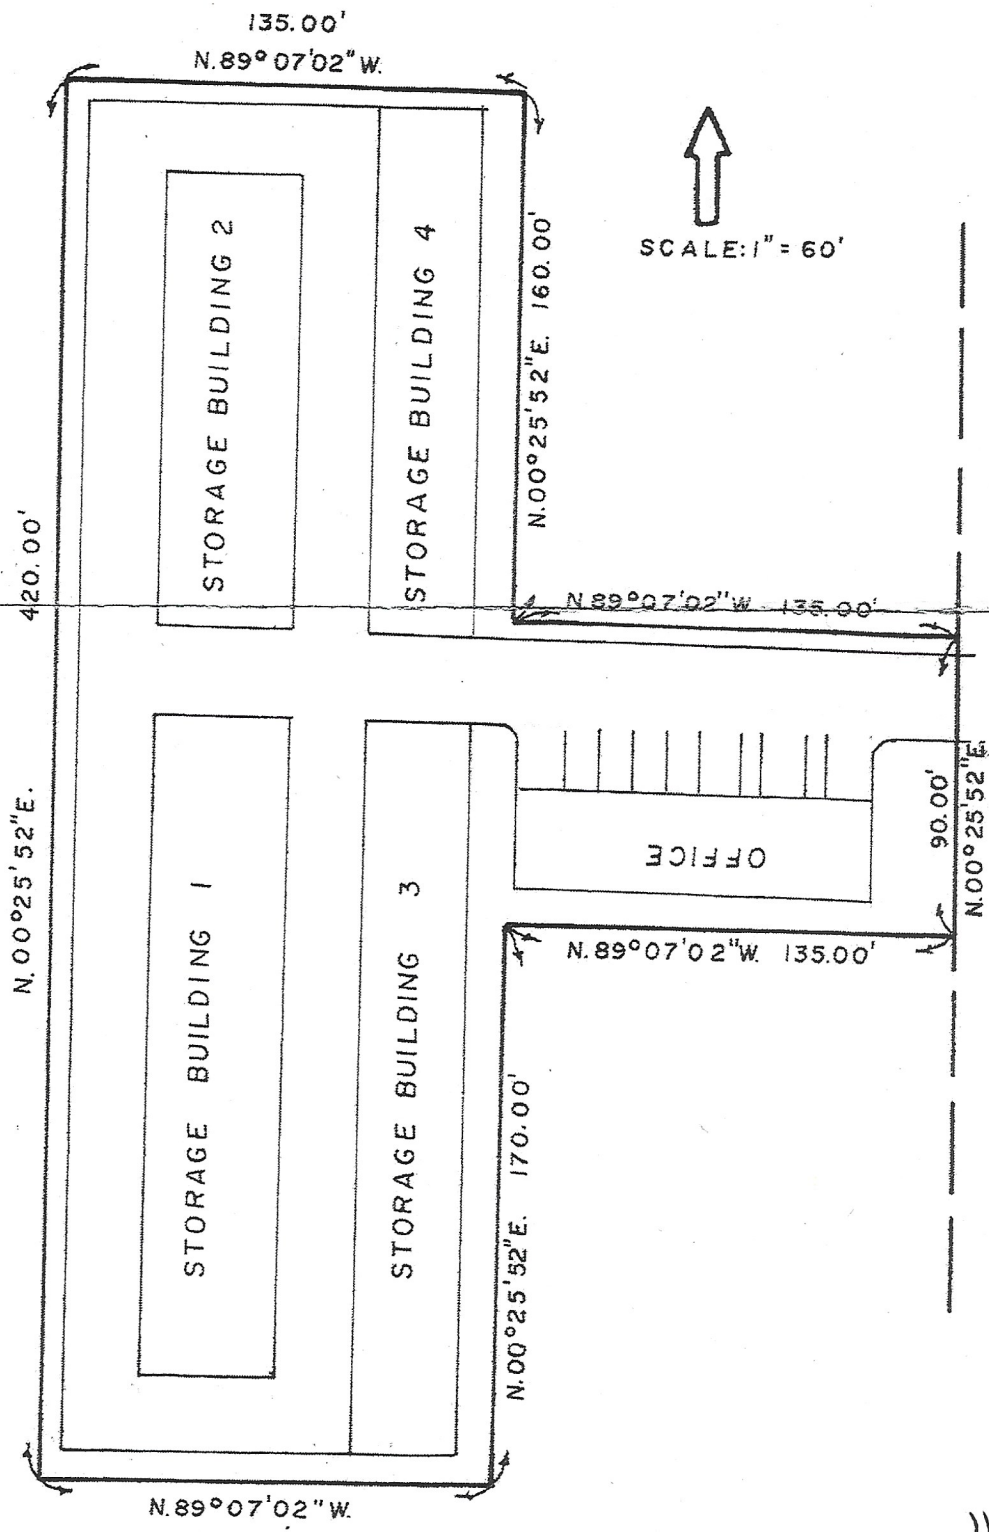 135.00'
N.89°07'02"W.
SCALE: 1" = 60'
STORAGE BUILDING 2
STORAGE BUILDING 4
N.00°25'52"E. 160.00'
420.00'
N.00°25'52"E.
N.89°07'02"W 135.00'
OFFICE
90.00'
N.00°25'52"E.
STORAGE BUILDING 1
STORAGE BUILDING 3
N.89°07'02"W. 135.00'
N.00°25'52"E. 170.00'
N.89°07'02"W.